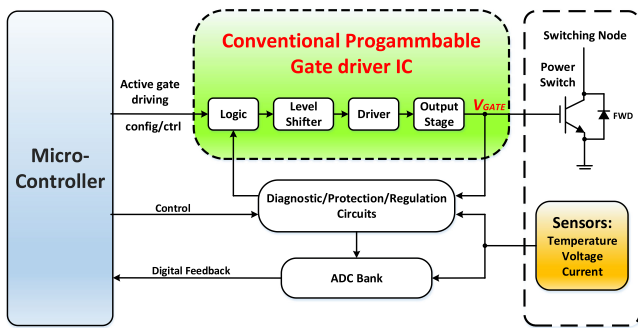 Conventional Progammbable
Gate driver IC
Switching Node
Power
Switch
Active gate
driving
config/ctrl
Logic
Level
Shifter
Driver
Output
Stage
VGATE
FWD
Micro-
Controller
Diagnostic/Protection/Regulation
Circuits
Control
Sensors:
Temperature
Voltage
Current
Digital Feedback
ADC Bank